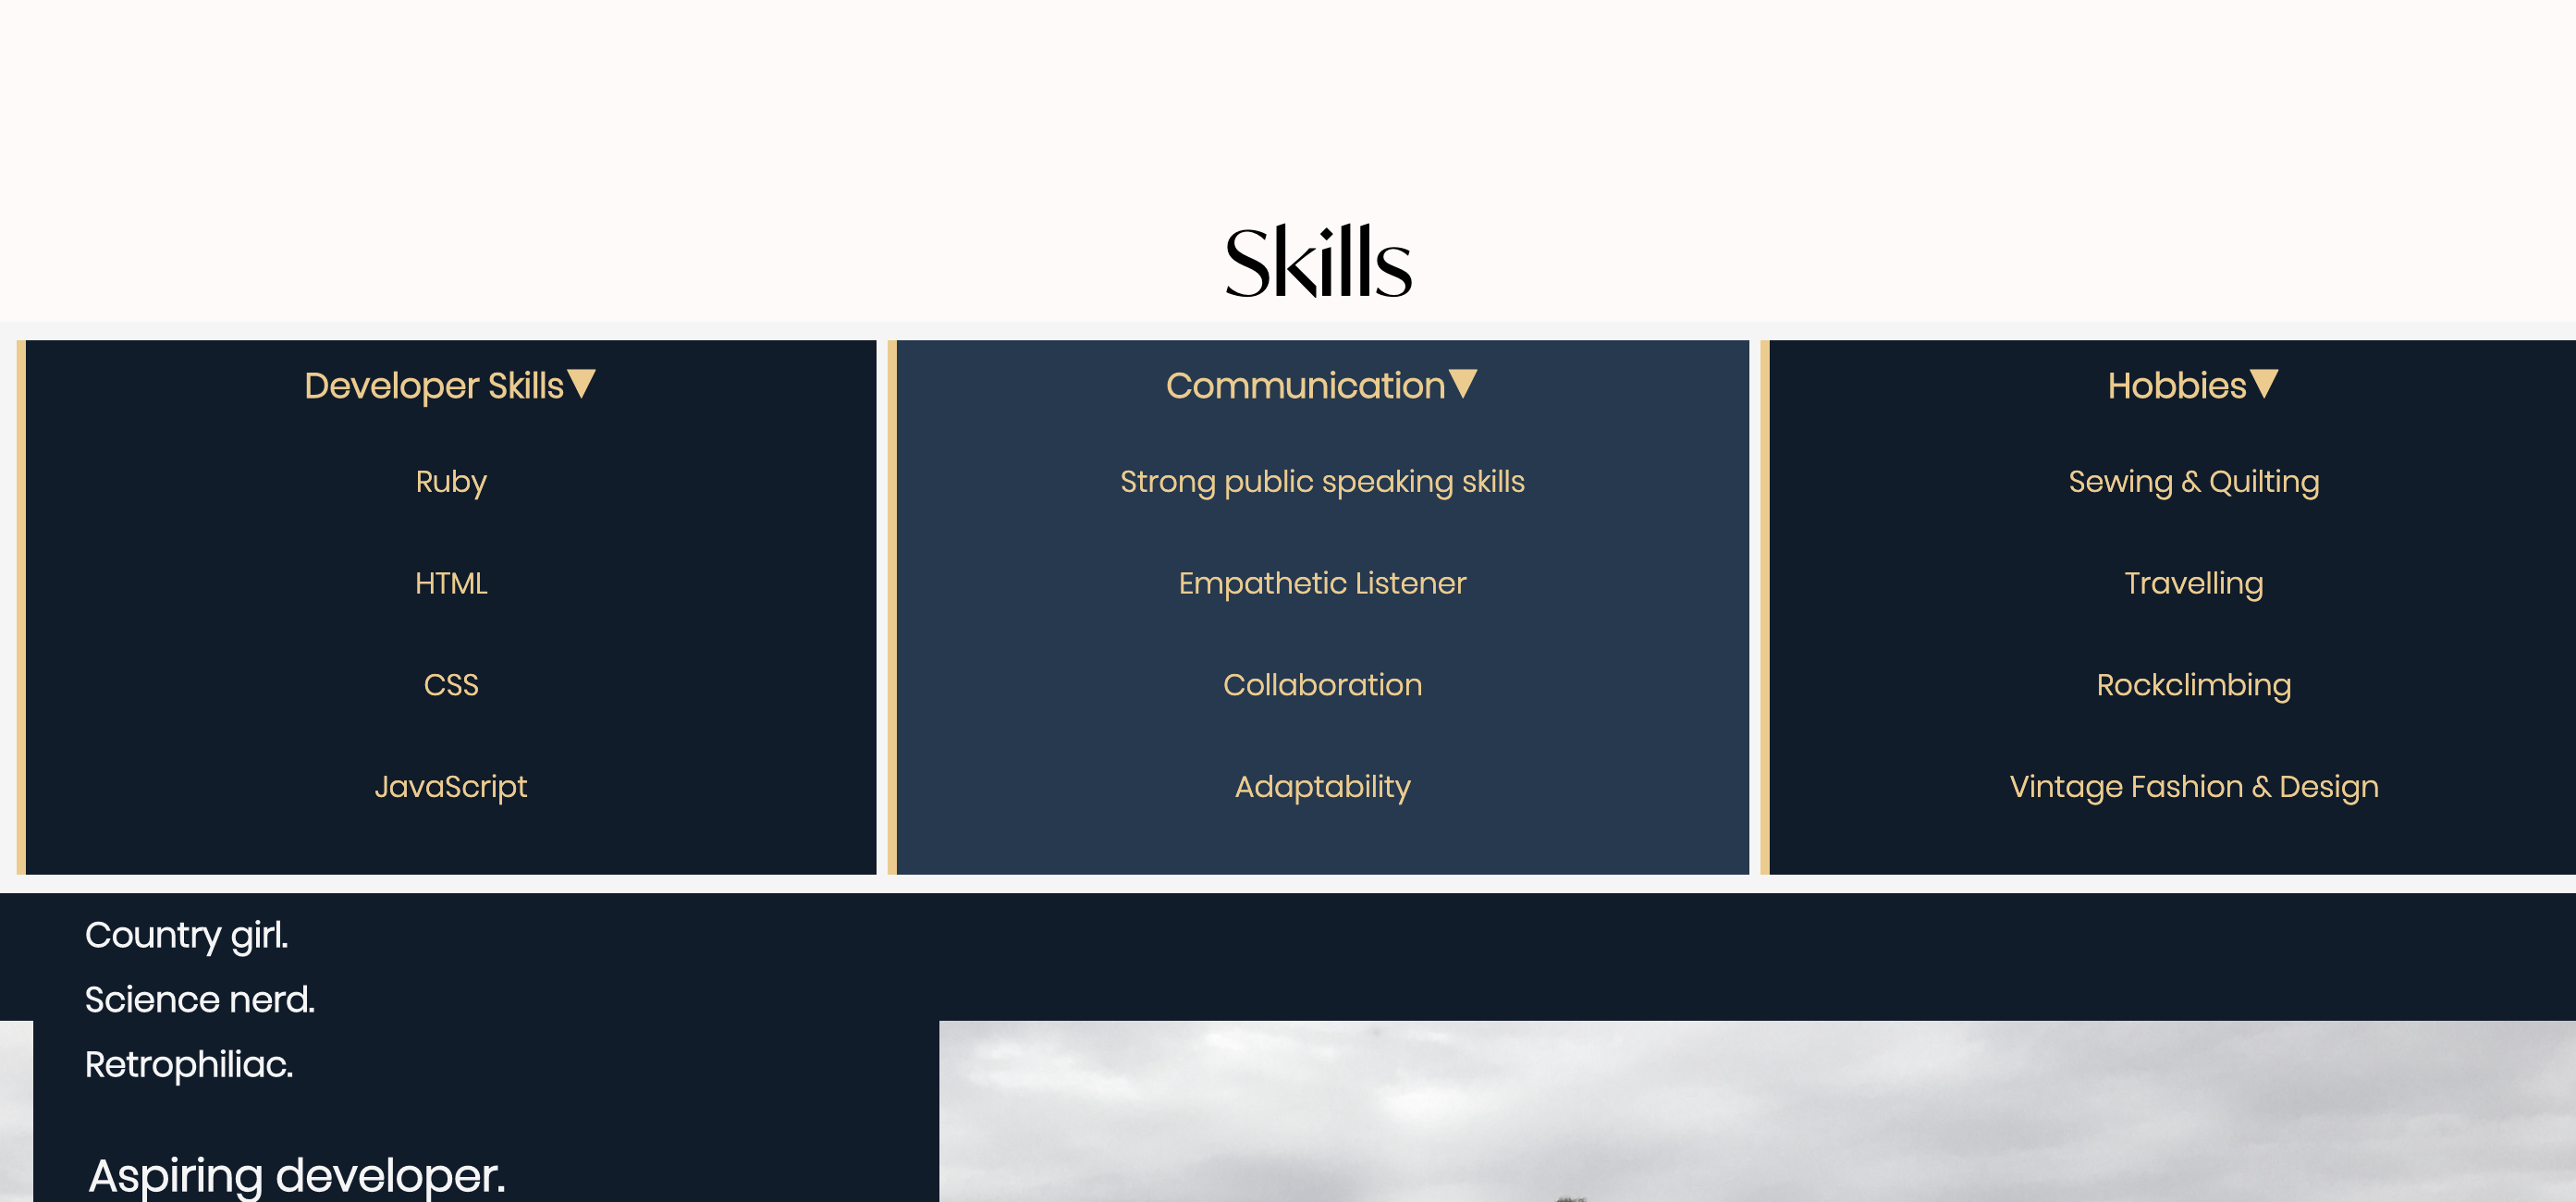 Skills
Developer Skills▼
Ruby
HTML
CSS
JavaScript
Communication▼
Strong public speaking skills
Empathetic Listener
Collaboration
Adaptability
Hobbies▼
Sewing & Quilting
Travelling
Rockclimbing
Vintage Fashion & Design
Country girl.
Science nerd.
Retrophiliac.
Aspiring developer.